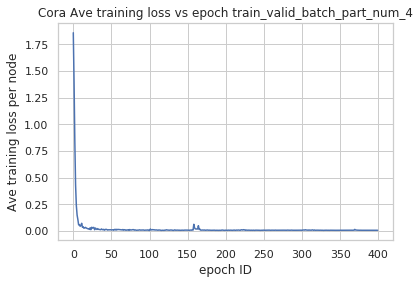 Cora Ave training loss vs epoch train_valid_batch_part_num_4
Ave training loss per node
1.75
1.50
1.25
1.00
0.75
0.50
0.25
0.00
0 50 100 150 200 250 300 350 400
epoch ID